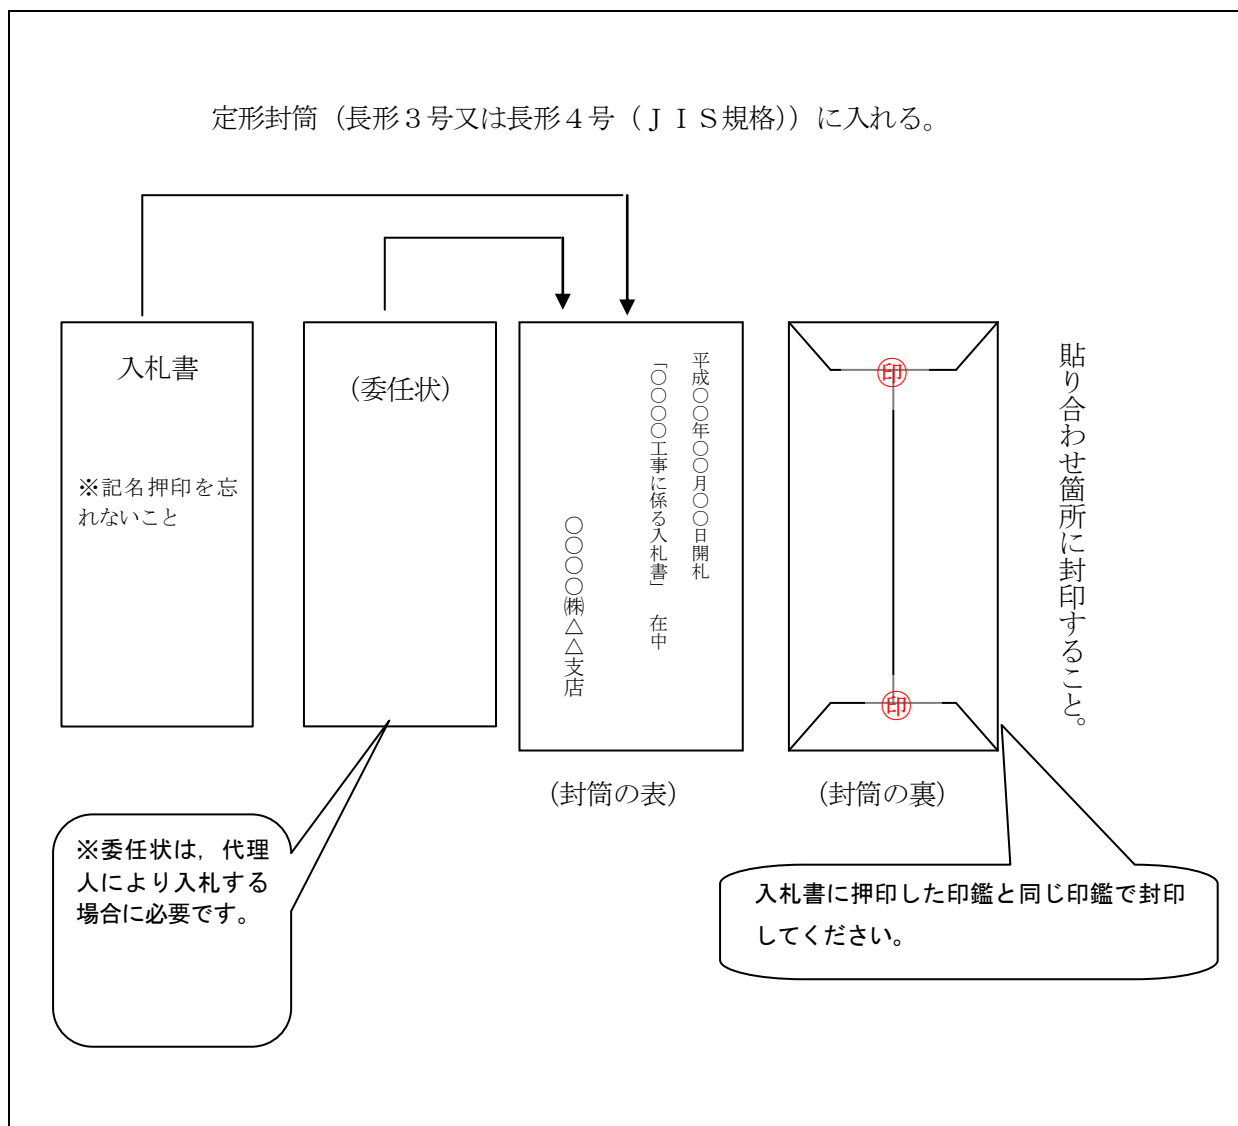 定形封筒（長形３号又は長形４号（ＪＩＳ規格））に入れる。
入札書
※記名押印を忘
れないこと
（委任状）
平成〇〇年〇〇月〇〇日開札
「〇〇〇〇工事に係る入札書」　在中
〇〇〇〇㈱△△支店
印
印
貼り合わせ箇所に封印すること。
（封筒の表）
（封筒の裏）
※委任状は，代理
人により入札する
場合に必要です。
入札書に押印した印鑑と同じ印鑑で封印
してください。